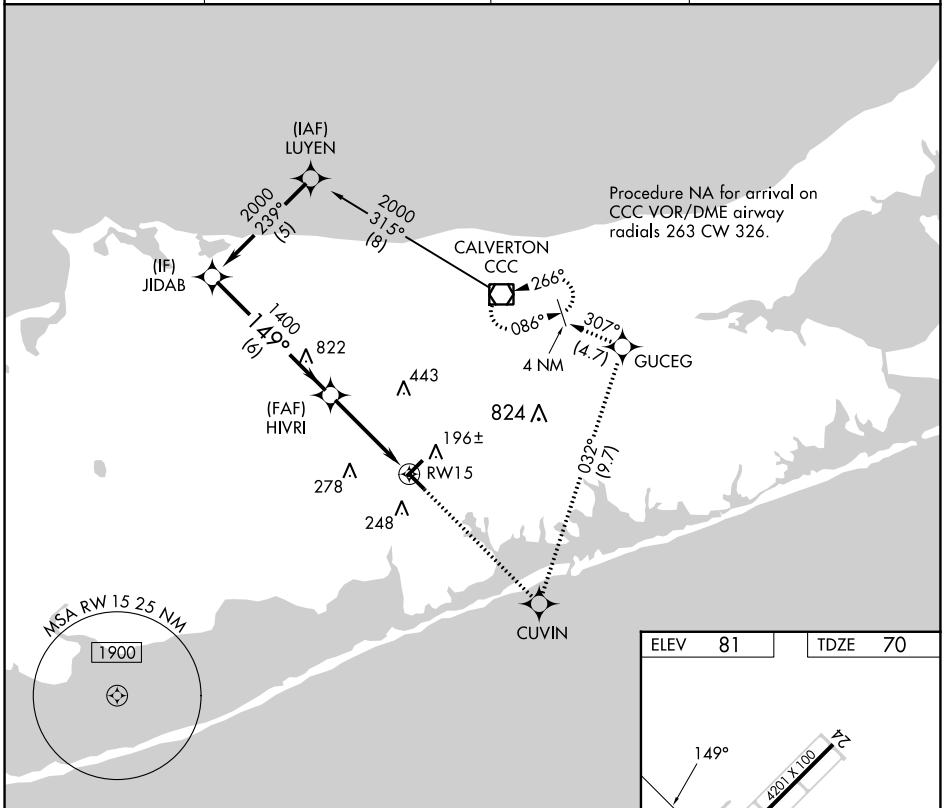 (IAF)
LUYEN
2000
239°
(5)
2000
315°
(8)
Procedure NA for arrival on
CCC VOR/DME airway
radials 263 CW 326.
CALVERTON
CCC
(IF)
JIDAB
266°
086°
307°
(4.7)
4 NM
GUCEG
1400
149°
(6)
822
443
(FAF)
HIVRI
824
196±
RW15
278
248
032°
(9.7)
CUVIN
MSA RW 15 25 NM
1900
ELEV 81
TDZE 70
149°
24
4201 X 100